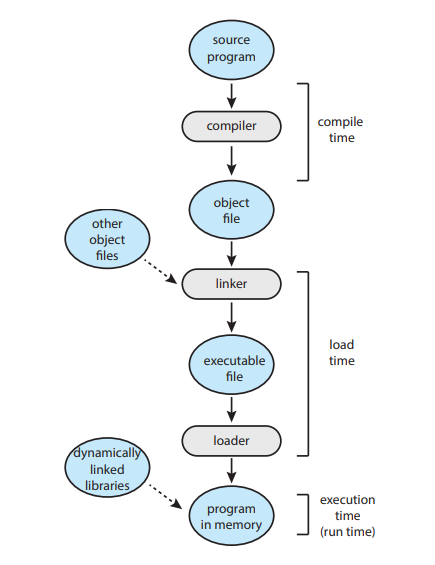 source
program
compiler
compile
time
object
file
other
object
files
linker
executable
file
load
time
loader
dynamically
linked
libraries
program
in memory
execution
time
(run time)